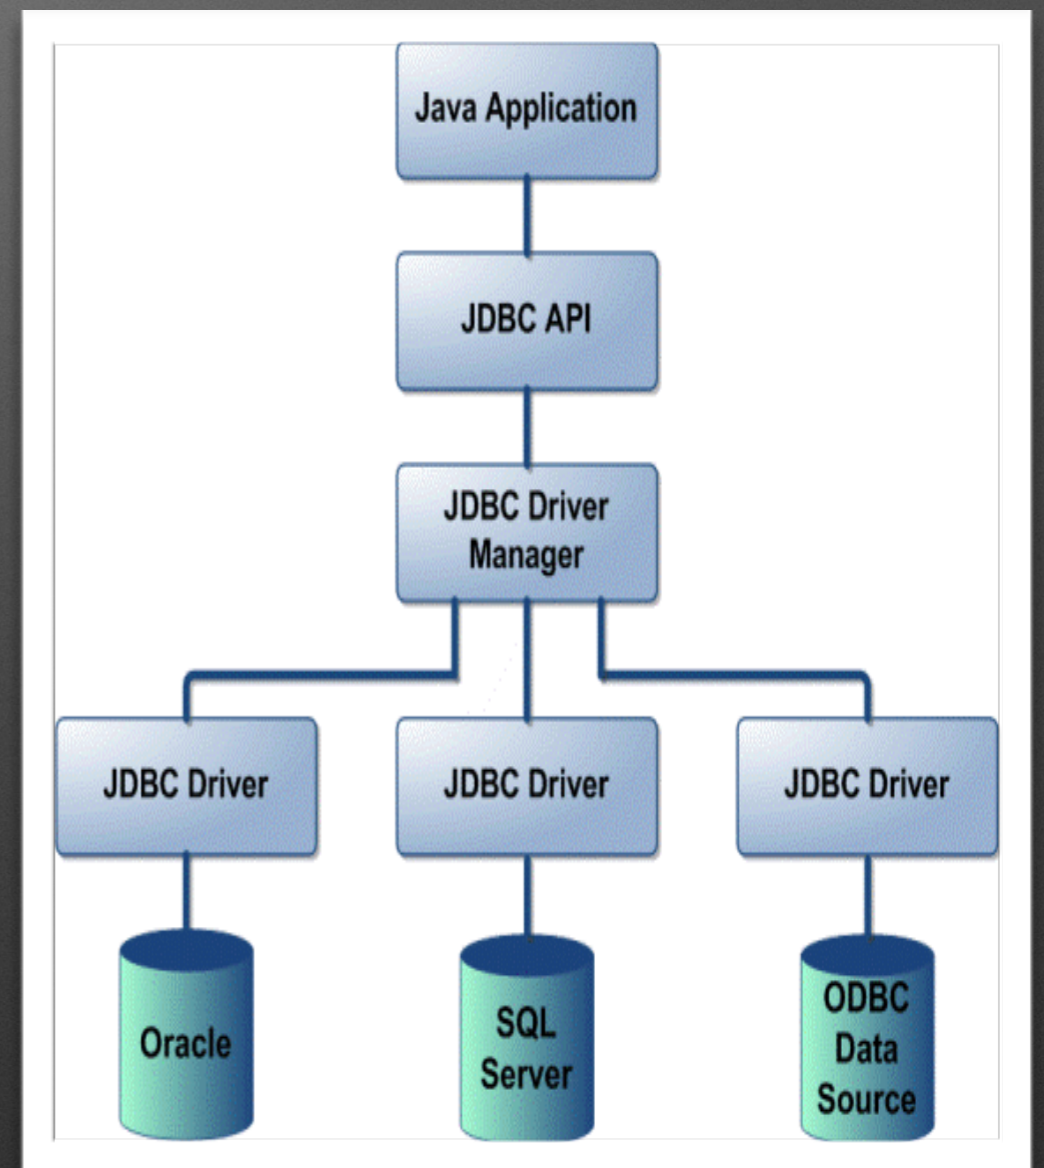 Java Application
JDBC API
JDBC Driver
Manager
JDBC Driver
JDBC Driver
JDBC Driver
Oracle
SQL
Server
ODBC
Data
Source